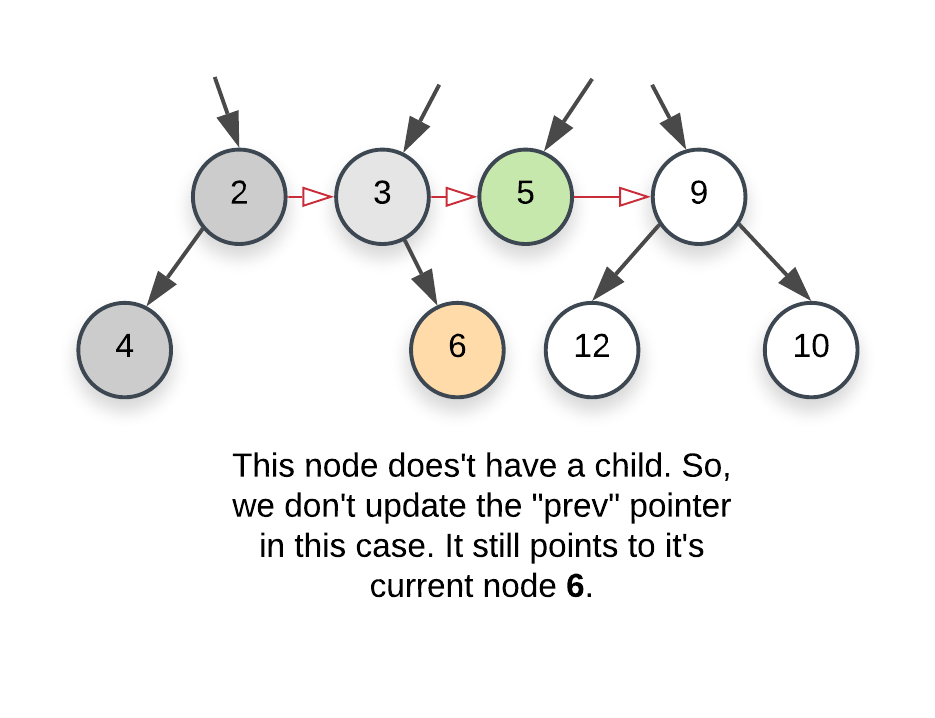 2 3 5 9
4 6 12 10
This node does't have a child. So,
we don't update the "prev" pointer
in this case. It still points to it's
current node 6.